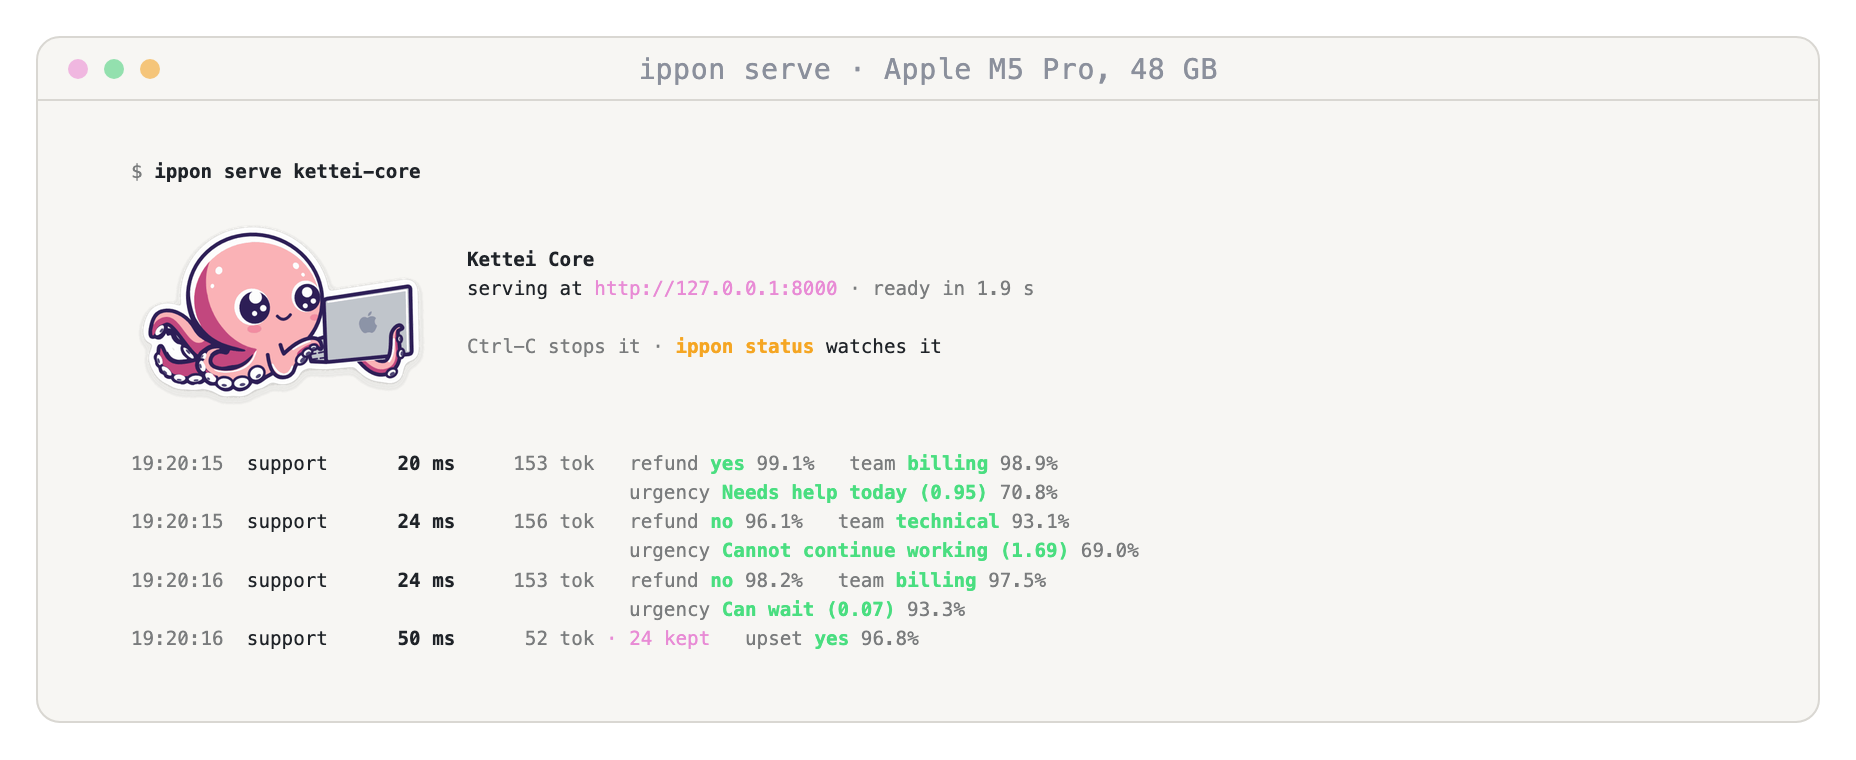 ippon serve · Apple M5 Pro, 48 GB
$ ippon serve kettei-core
Kettei Core
serving at http://127.0.0.1:8000 · ready in 1.9 s
Ctrl-C stops it · ippon status watches it
19:20:15 support 20 ms 153 tok refund yes 99.1% team billing 98.9%
urgency Needs help today (0.95) 70.8%
19:20:15 support 24 ms 156 tok refund no 96.1% team technical 93.1%
urgency Cannot continue working (1.69) 69.0%
19:20:16 support 24 ms 153 tok refund no 98.2% team billing 97.5%
urgency Can wait (0.07) 93.3%
19:20:16 support 50 ms 52 tok · 24 kept upset yes 96.8%